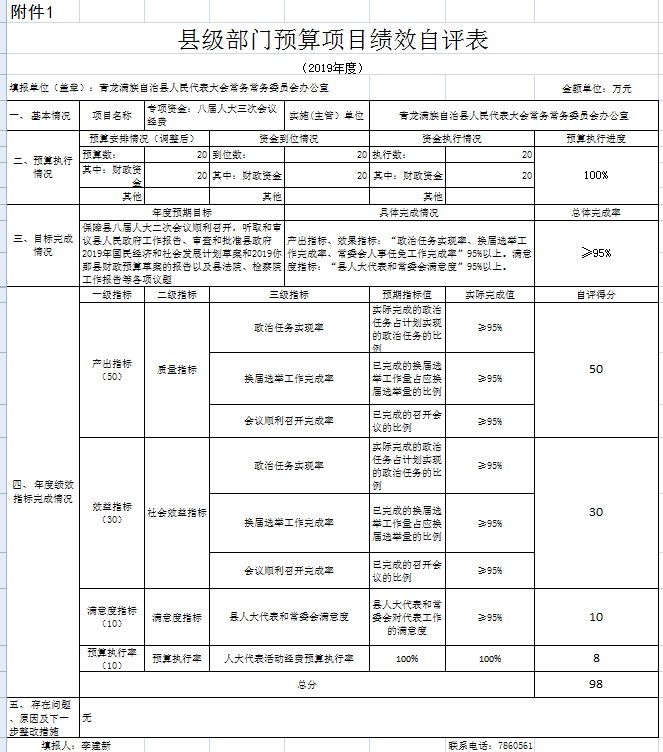 附件1
县级部门预算项目绩效自评表
（2019年度）
填报单位（盖章）：青龙满族自治县人民代表大会常务常务委员会办公室 金额单位：万元
一、 基本情况 项目名称 专项资金：八届人大三次会议
经费 实施(主管）单位 青龙满族自治县人民代表大会常务常务委员会办公室
二、预算执行
情况 预算安排情况（调整后） 资金到位情况 资金执行情况 预算执行进度
预算数： 20 到位数： 20 执行数： 20 100%
其中：财政资
金 20 其中：财政资金 20 其中：财政资金 20
其他 其他 其他
三、目标完成
情况 年度预期目标 具体完成情况 总体完成率
保障县八届人大二次会议顺利召开，听取和审
议县人民政府工作报告、审查和批准县政府
2019年国民经济和社会发展计划草案和2019你
那县财政预算草案的报告以及县法院、检察院
工作报告等各项议题
产出指标、效果指标：“政治任务实现率、换届选举工
作完成率、常委会人事任免工作完成率”95%以上。满意
度指标：“县人大代表和常委会满意度”95%以上。
≥95%
四、 年度绩效
指标完成情况
一级指标 二级指标 三级指标 预期指标值 实际完成值 自评得分
产出指标
（50） 质量指标 政治任务实现率 实际完成的政治
任务占计划实现
的政治任务的比
例 ≥95% 50
换届选举工作完成率 已完成的换届选
举工作量占应换
届选举量的比例 ≥95%
会议顺利召开完成率 已完成的召开会
议的比例 ≥95%
效益指标
（30） 社会效益指标 政治任务实现率 实际完成的政治
任务占计划实现
的政治任务的比
例 ≥95% 30
换届选举工作完成率 已完成的换届选
举工作量占应换
届选举量的比例 ≥95%
会议顺利召开完成率 已完成的召开会
议的比例 ≥95%
满意度指标
（10） 满意度指标 县人大代表和常委会满意度 县人大代表和常
委会对代表工作
的满意度 ≥95% 10
预算执行率
（10） 预算执行率 人大代表活动经费预算执行率 100% 100% 8
总分 98
五、 存在问题
、原因及下一
步整改措施 无
填报人：李建新 联系电话：7860561